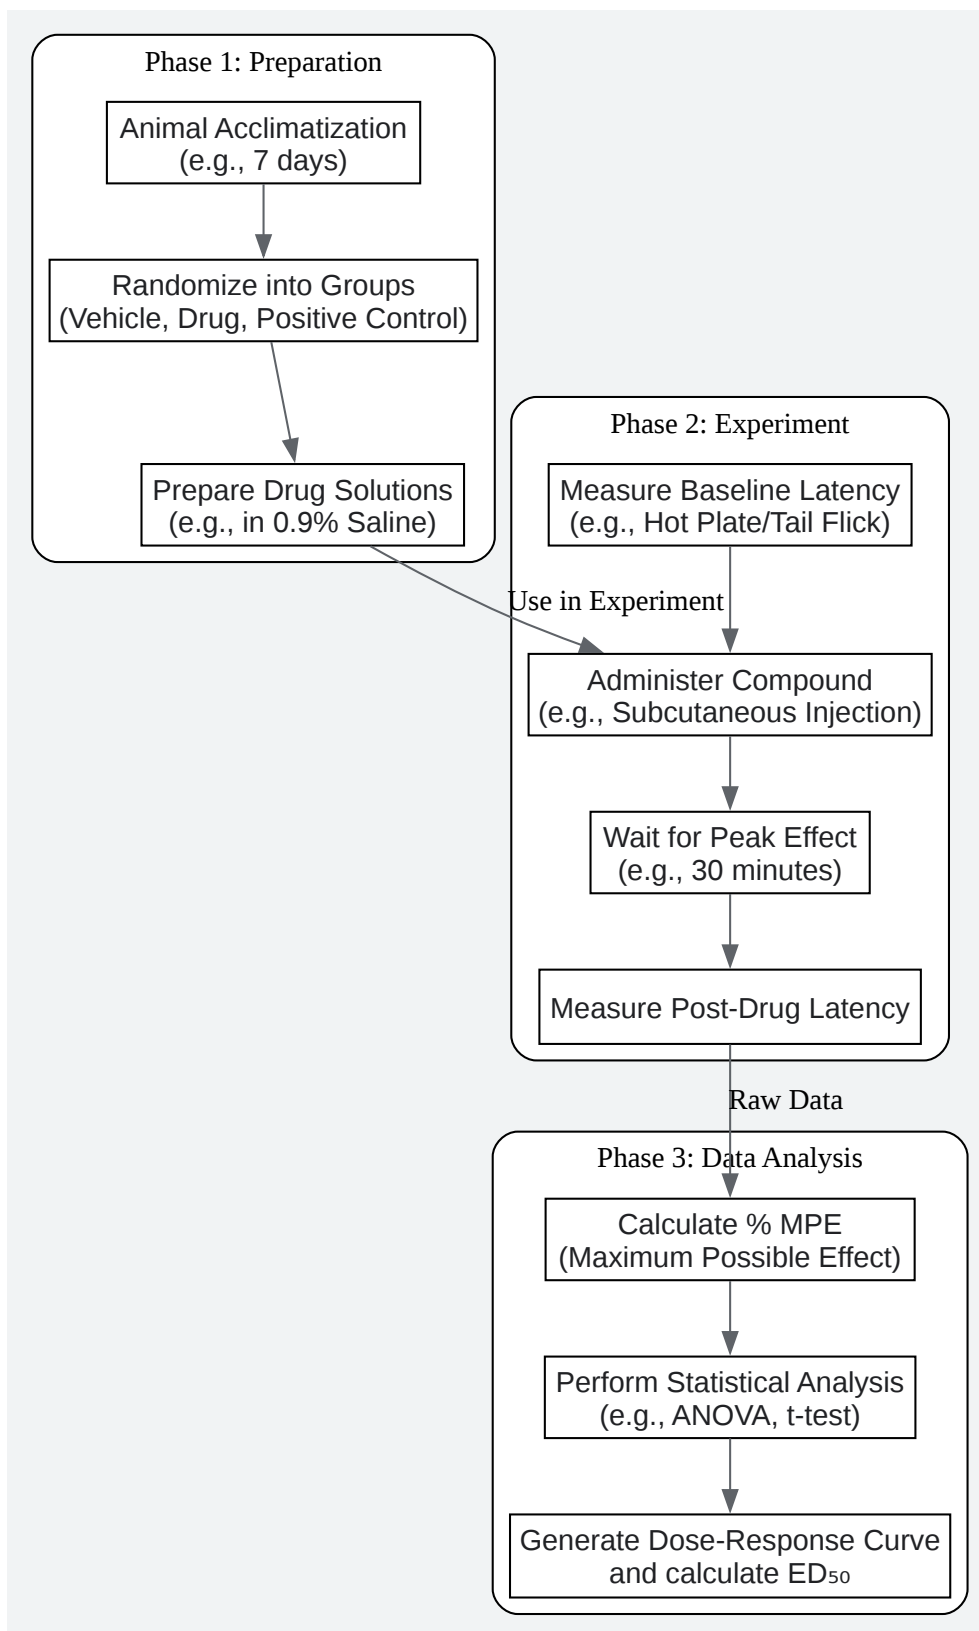 Phase 1: Preparation
Animal Acclimatization
(e.g., 7 days)
Randomize into Groups
(Vehicle, Drug, Positive Control)
Prepare Drug Solutions
(e.g., in 0.9% Saline)
Phase 2: Experiment
Measure Baseline Latency
(e.g., Hot Plate/Tail Flick)
Use in Experiment
Administer Compound
(e.g., Subcutaneous Injection)
Wait for Peak Effect
(e.g., 30 minutes)
Measure Post-Drug Latency
Raw Data
Phase 3: Data Analysis
Calculate % MPE
(Maximum Possible Effect)
Perform Statistical Analysis
(e.g., ANOVA, t-test)
Generate Dose-Response Curve
and calculate ED₅₀